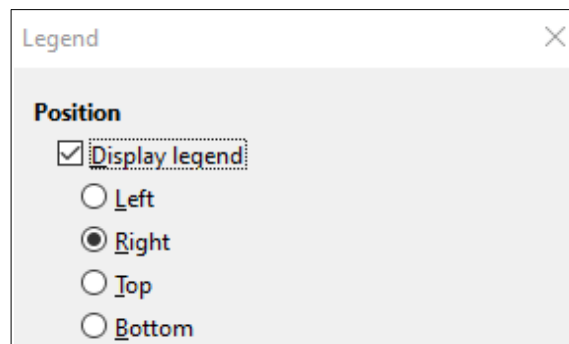 Legend
Position
Display legend
Left
Right
Top
Bottom